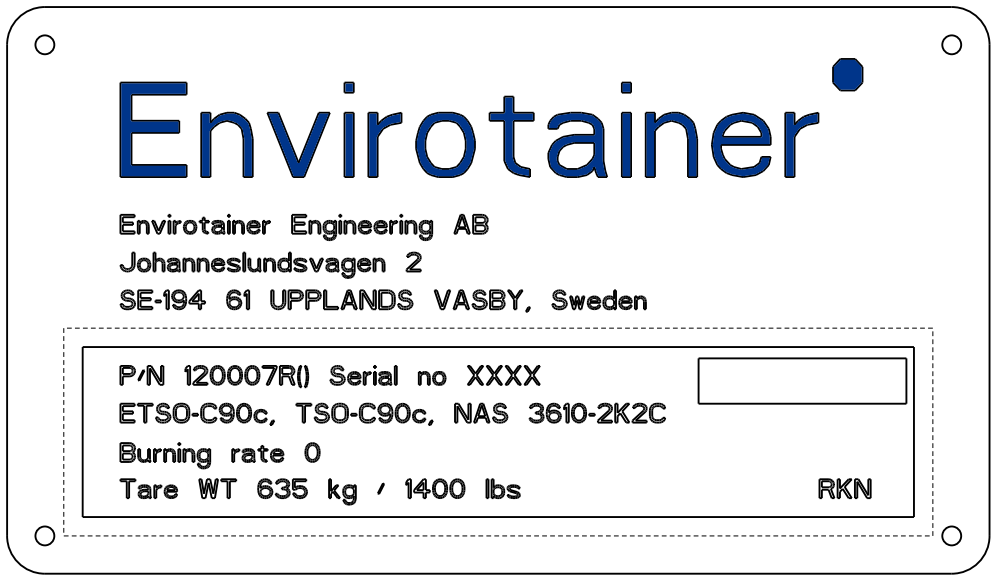 Envirotainer
Envirotainer Engineering AB
Johanneslundsvagen 2
SE-194 61 UPPLANDS VASBY, Sweden
P/N 120007R() Serial no XXXX
ETSO-C90c, TSO-C90c, NAS 3610-2K2C
Burning rate 0
Tare WT 635 kg / 1400 lbs RKN